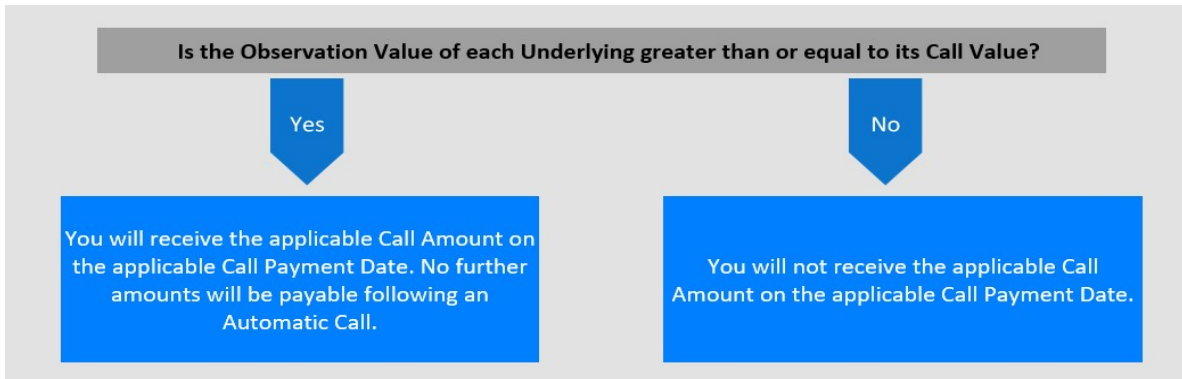 Is the Observation Value of each Underlying greater than or equal to its Call Value?
Yes
No
You will receive the applicable Call Amount on
the applicable Call Payment Date. No further
amounts will be payable following an
Automatic Call.
You will not receive the applicable Call
Amount on the applicable Call Payment Date.